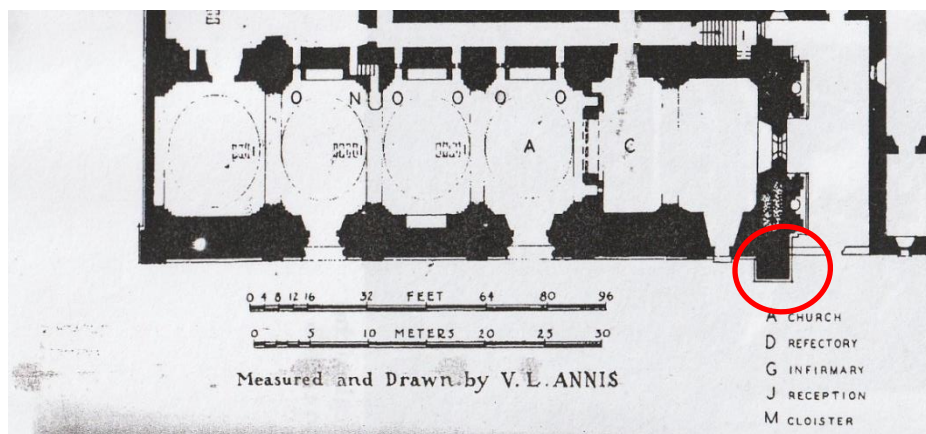 O N O O O O
A C
0 4 8 12 16 32 FEET 64 80 96
0 5 10 METERS 20 25 30
Measured and Drawn by V. L. ANNIS
A CHURCH
D REFECTORY
G INFIRMARY
J RECEPTION
M CLOISTER